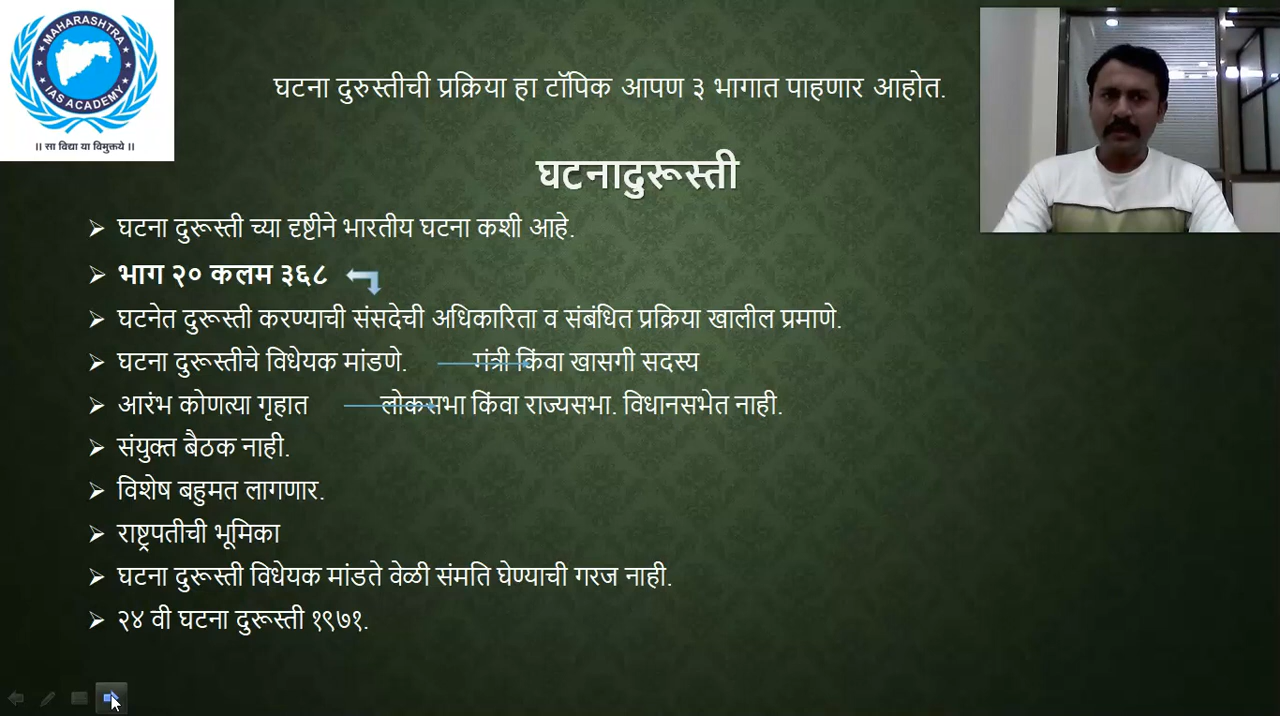 MAHARASHTRA
IAS ACADEMY
।। सा विद्या या विमुक्तये ।।
घटना दुरुस्तीची प्रक्रिया हा टॉपिक आपण ३ भागात पाहणार आहोत.
घटनादुरूस्ती
घटना दुरूस्ती च्या दृष्टीने भारतीय घटना कशी आहे.
भाग २० कलम ३६८
घटनेत दुरूस्ती करण्याची संसदेची अधिकारिता व संबंधित प्रक्रिया खालील प्रमाणे.
घटना दुरूस्तीचे विधेयक मांडणे. मंत्री किंवा खासगी सदस्य
आरंभ कोणत्या गृहात लोकसभा किंवा राज्यसभा. विधानसभेत नाही.
संयुक्त बैठक नाही.
विशेष बहुमत लागणार.
राष्ट्रपतीची भूमिका
घटना दुरूस्ती विधेयक मांडते वेळी संमति घेण्याची गरज नाही.
२४ वी घटना दुरूस्ती १९७१.